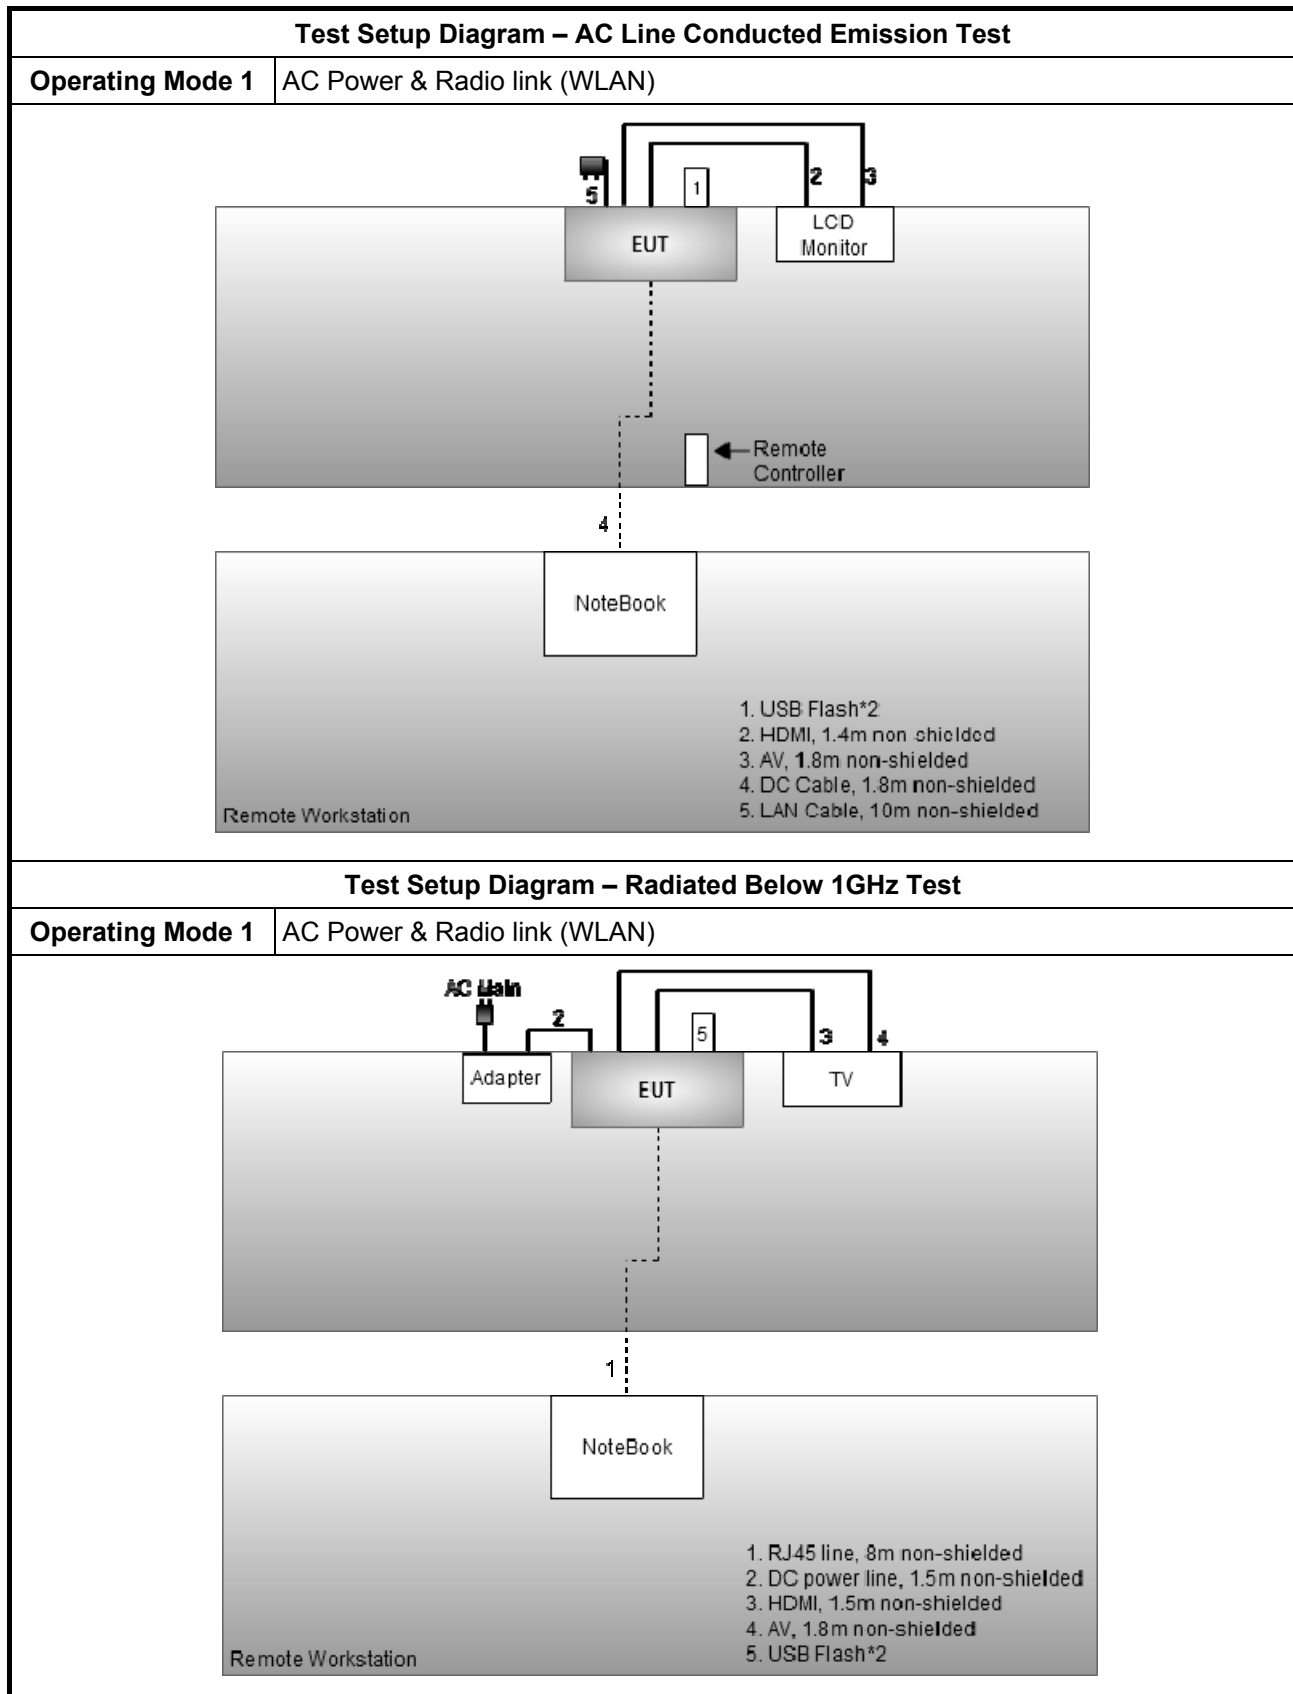 Test Setup Diagram – AC Line Conducted Emission Test
Operating Mode 1 AC Power & Radio link (WLAN)
5
1
2
3
EUT
LCD
Monitor
Remote
Controller
4
NoteBook
1. USB Flash*2
2. HDMI, 1.4m non shielded
3. AV, 1.8m non-shielded
4. DC Cable, 1.8m non-shielded
5. LAN Cable, 10m non-shielded
Remote Workstation
Test Setup Diagram – Radiated Below 1GHz Test
Operating Mode 1 AC Power & Radio link (WLAN)
AC Main
2
5
3
4
Adapter
EUT
TV
1
NoteBook
1. RJ45 line, 8m non-shielded
2. DC power line, 1.5m non-shielded
3. HDMI, 1.5m non-shielded
4. AV, 1.8m non-shielded
5. USB Flash*2
Remote Workstation